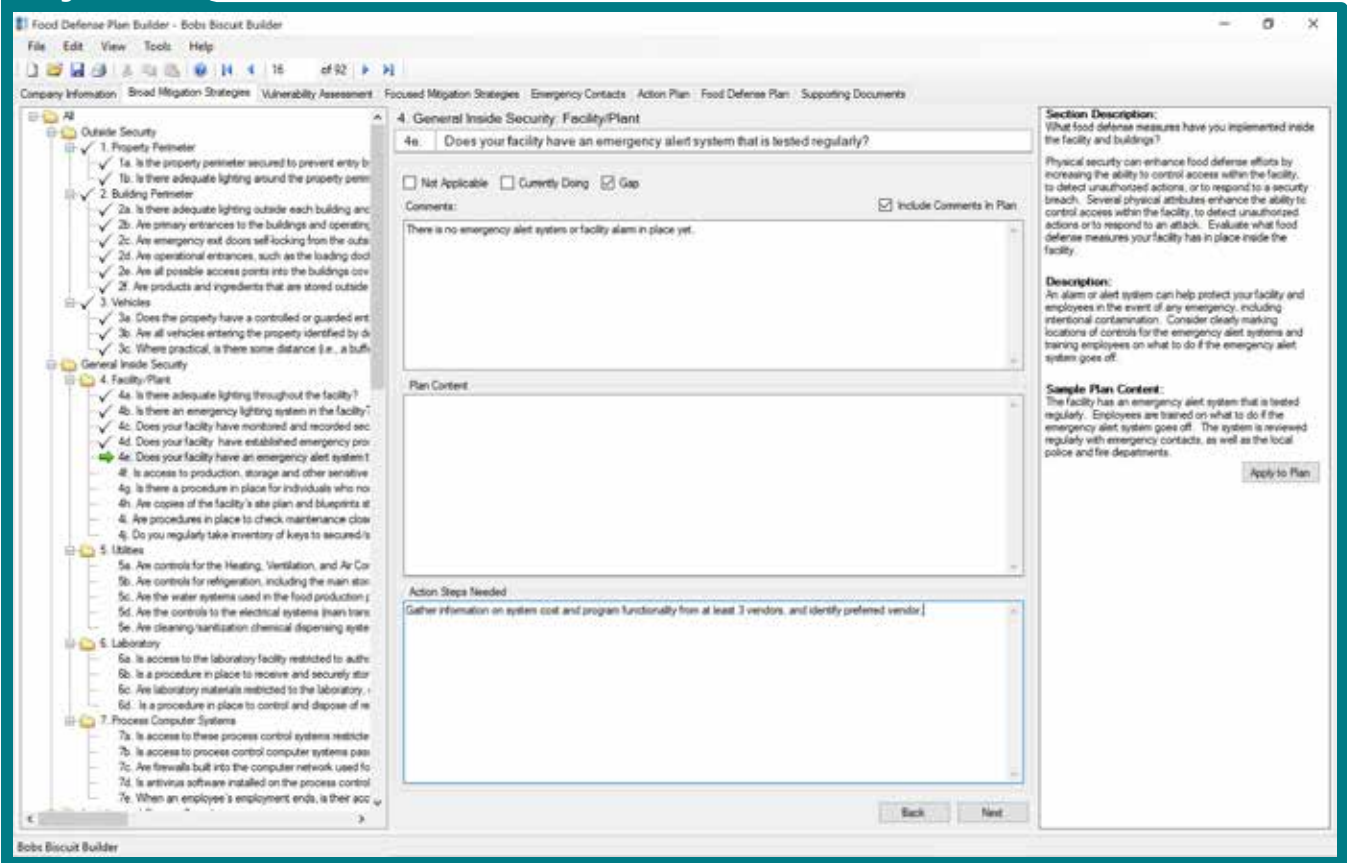 Food Defense Plan Builder - Bobs Biscuit Builder
File Edit View Tools Help
16 of 92
Company Information Broad Mitigation Strategies Vulnerability Assessment Focused Mitigation Strategies Emergency Contacts Action Plan Food Defense Plan Supporting Documents
All
Outside Security
1. Property Perimeter
1a. Is the property perimeter secured to prevent entry b
1b. Is there adequate lighting around the property perim
2. Building Perimeter
2a. Is there adequate lighting outside each building and
2b. Are primary entrances to the buildings and operating
2c. Are emergency exit doors self-locking from the outs
2d. Are operational entrances, such as the loading dock
2e. Are all possible access points into the buildings cov
2f. Are products and ingredients that are stored outside
3. Vehicles
3a. Does the property have a controlled or guarded ent
3b. Are all vehicles entering the property identified by de
3c. Where practical, is there some distance (i.e., a buffe
General Inside Security
4. Facility/Plant
4a. Is there adequate lighting throughout the facility?
4b. Is there an emergency lighting system in the facility?
4c. Does your facility have monitored and recorded sec
4d. Does your facility have established emergency proc
4e. Does your facility have an emergency alert system t
4f. Is access to production, storage and other sensitive
4g. Is there a procedure in place for individuals who no
4h. Are copies of the facility's site plan and blueprints st
4i. Are procedures in place to check maintenance close
4j. Do you regularly take inventory of keys to secured/s
5. Utilities
5a. Are controls for the Heating, Ventilation, and Air Con
5b. Are controls for refrigeration, including the main stor
5c. Are the water systems used in the food production p
5d. Are the controls to the electrical systems (main trans
5e. Are cleaning/sanitization chemical dispensing syste
6. Laboratory
6a. Is access to the laboratory facility restricted to autho
6b. Is a procedure in place to receive and securely stor
6c. Are laboratory materials restricted to the laboratory,
6d. Is a procedure in place to control and dispose of re
7. Process Computer Systems
7a. Is access to these process control systems restricte
7b. Is access to process control computer systems pass
7c. Are firewalls built into the computer network used fo
7d. Is antivirus software installed on the process control
7e. When an employee's employment ends, is their acc
4. General Inside Security: Facility/Plant
4e. Does your facility have an emergency alert system that is tested regularly?
Not Applicable Currently Doing Gap
Comments: Include Comments In Plan
There is no emergency alert system or facility alarm in place yet.
Plan Content
Action Steps Needed
Gather information on system cost and program functionality from at least 3 vendors, and identify preferred vendor.
Back Next
Section Description:
What food defense measures have you implemented inside
the facility and buildings?
Physical security can enhance food defense efforts by
increasing the ability to control access within the facility,
to detect unauthorized actions, or to respond to a security
breach. Several physical attributes enhance the ability to
control access within the facility, to detect unauthorized
actions or to respond to an attack. Evaluate what food
defense measures your facility has in place inside the
facility.
Description:
An alarm or alert system can help protect your facility and
employees in the event of any emergency, including
intentional contamination. Consider clearly marking
locations of controls for the emergency alert systems and
training employees on what to do if the emergency alert
system goes off.
Sample Plan Content:
The facility has an emergency alert system that is tested
regularly. Employees are trained on what to do if the
emergency alert system goes off. The system is reviewed
regularly with emergency contacts, as well as the local
police and fire departments.
Apply to Plan
Bobs Biscuit Builder